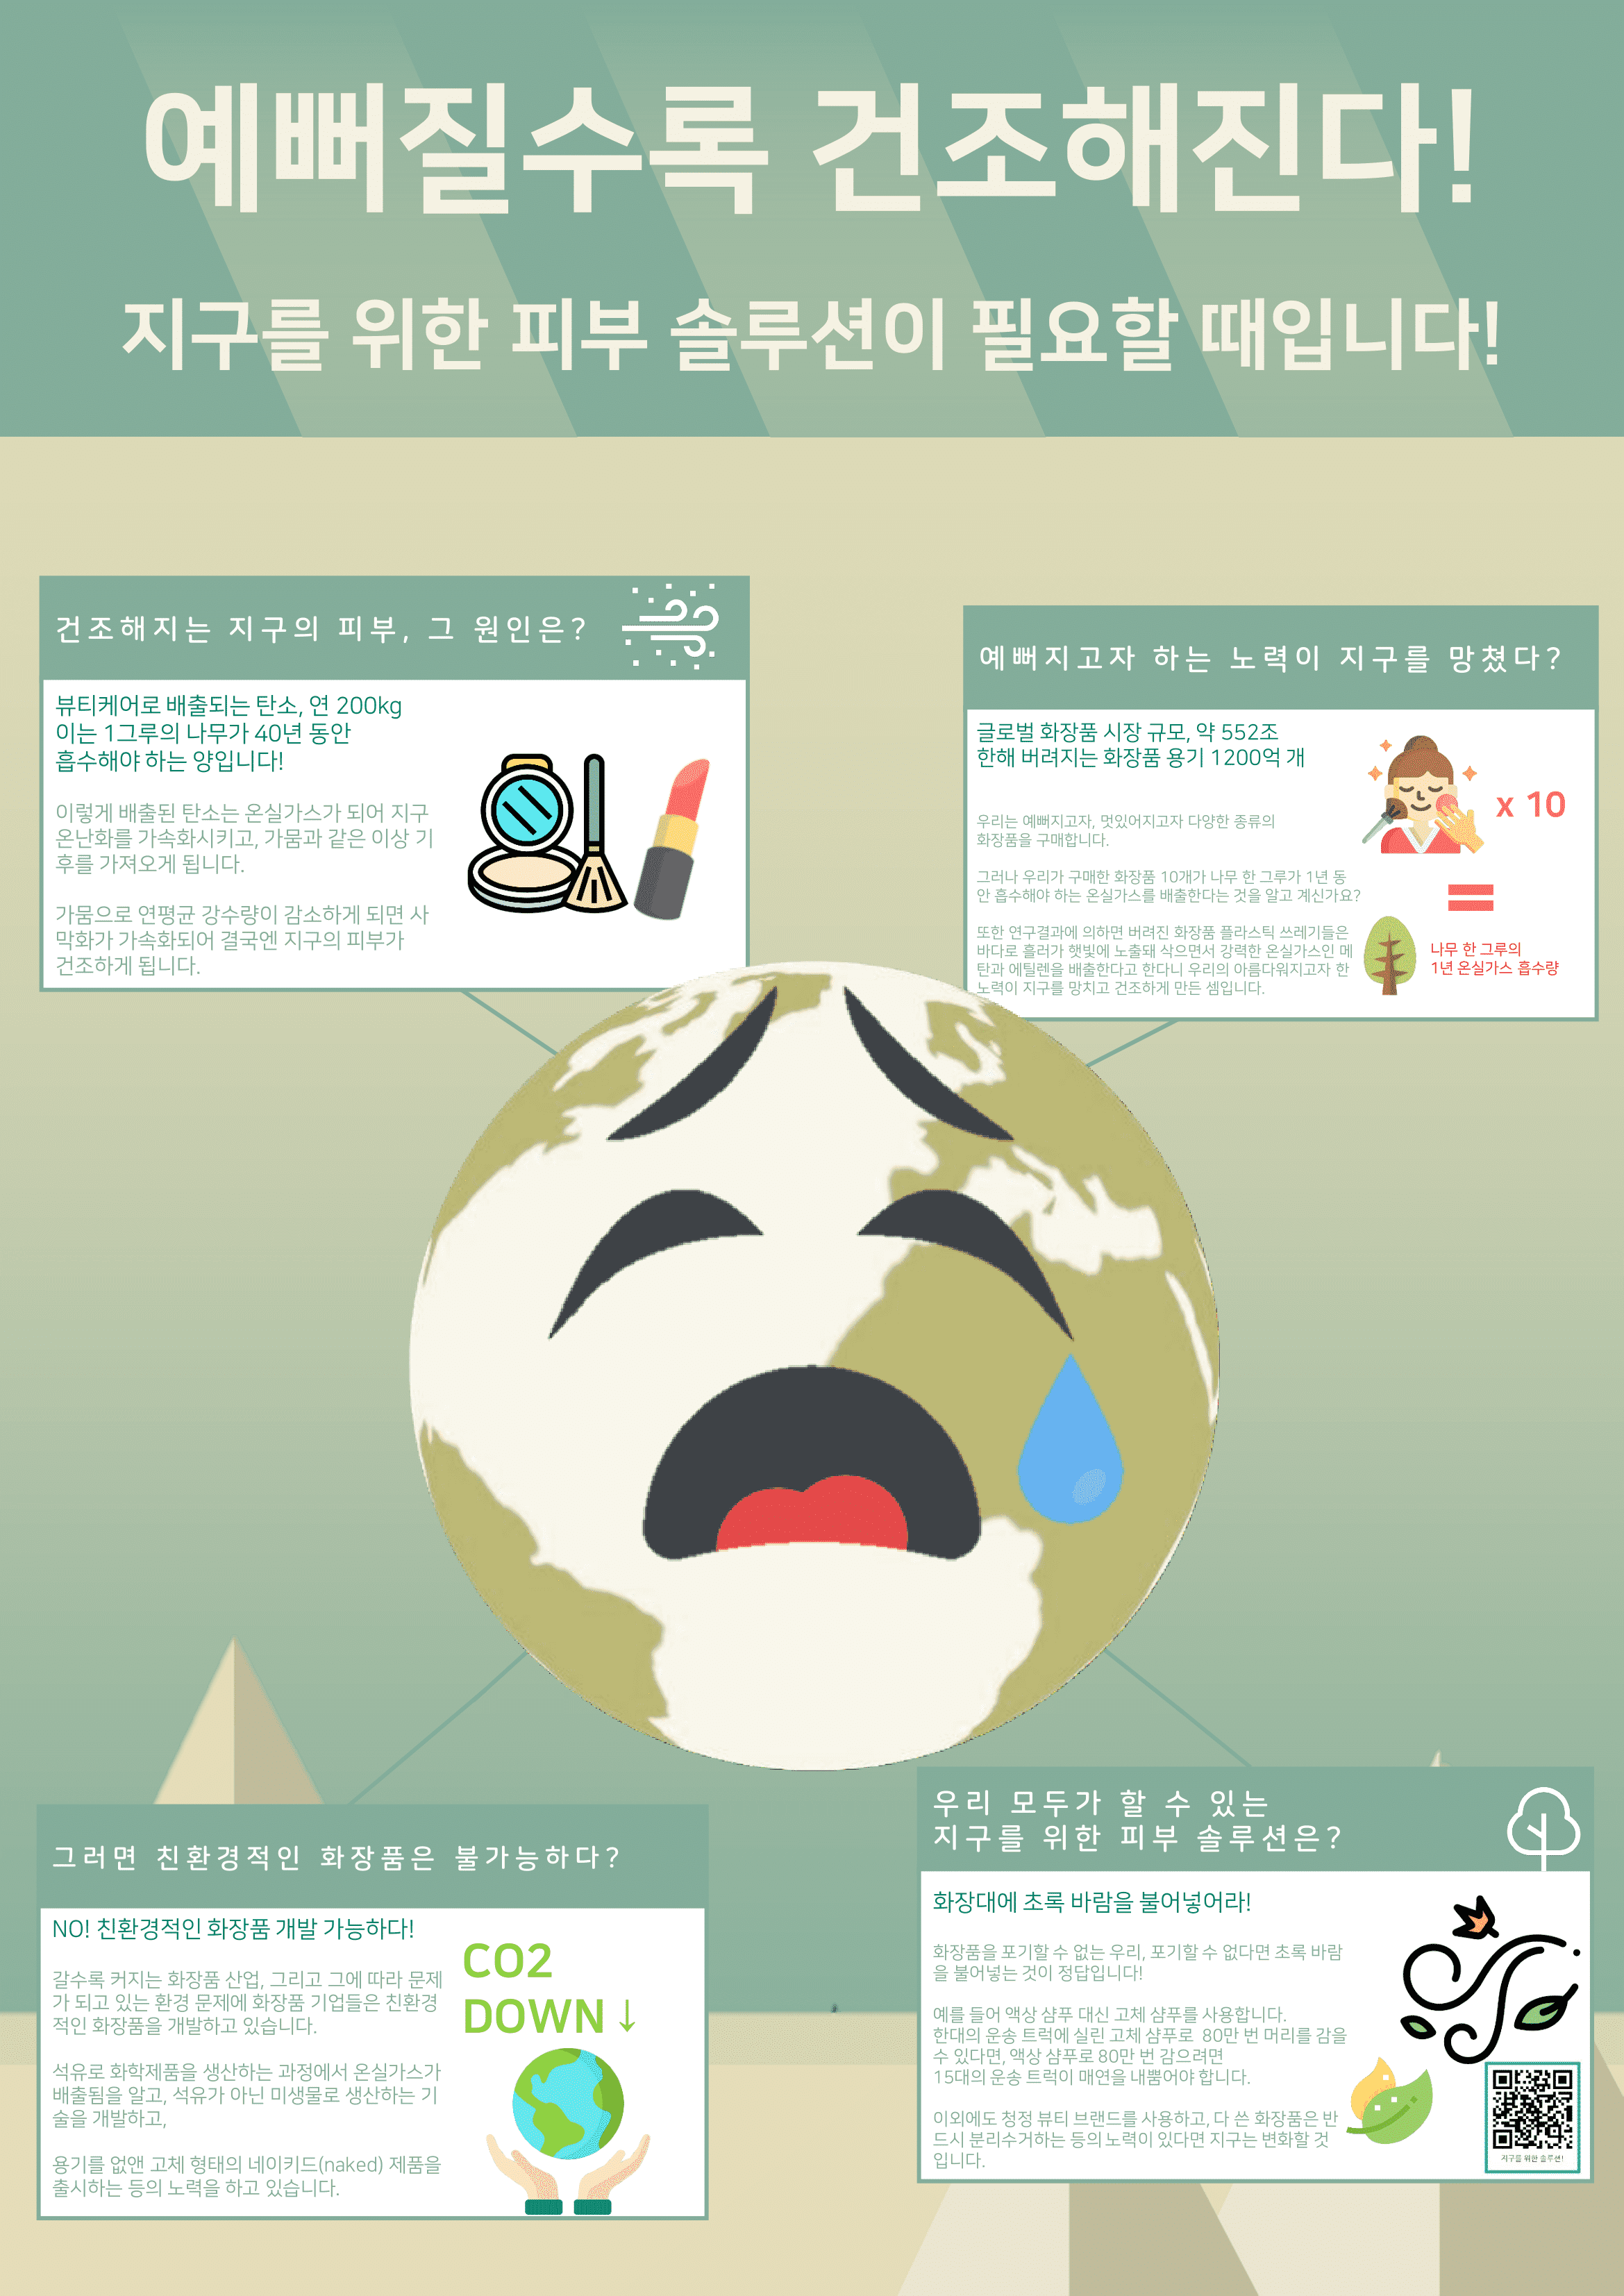 예뻐질수록 건조해진다!
지구를 위한 피부 솔루션이 필요할 때입니다!
건조해지는 지구의 피부, 그 원인은?
뷰티케어로 배출되는 탄소, 연 200kg
이는 1그루의 나무가 40년 동안
흡수해야 하는 양입니다!
이렇게 배출된 탄소는 온실가스가 되어 지구
온난화를 가속화시키고, 가뭄과 같은 이상 기
후를 가져오게 됩니다.
가뭄으로 연평균 강수량이 감소하게 되면 사
막화가 가속화되어 결국엔 지구의 피부가
건조하게 됩니다.
예뻐지고자 하는 노력이 지구를 망쳤다?
글로벌 화장품 시장 규모, 약 552조
한해 버려지는 화장품 용기 1200억 개
우리는 예뻐지고자, 멋있어지고자 다양한 종류의
화장품을 구매합니다.
그러나 우리가 구매한 화장품 10개가 나무 한 그루가 1년 동
안 흡수해야 하는 온실가스를 배출한다는 것을 알고 계신가요?
또한 연구결과에 의하면 버려진 화장품 플라스틱 쓰레기들은
바다로 흘러가 햇빛에 노출돼 삭으면서 강력한 온실가스인 메
탄과 에틸렌을 배출한다고 한다니 우리의 아름다워지고자 한
노력이 지구를 망치고 건조하게 만든 셈입니다.
x 10
=
나무 한 그루의
1년 온실가스 흡수량
그러면 친환경적인 화장품은 불가능하다?
NO! 친환경적인 화장품 개발 가능하다!
갈수록 커지는 화장품 산업, 그리고 그에 따라 문제
가 되고 있는 환경 문제에 화장품 기업들은 친환경
적인 화장품을 개발하고 있습니다.
석유로 화학제품을 생산하는 과정에서 온실가스가
배출됨을 알고, 석유가 아닌 미생물로 생산하는 기
술을 개발하고,
용기를 없앤 고체 형태의 네이키드(naked) 제품을
출시하는 등의 노력을 하고 있습니다.
CO2
DOWN↓
우리 모두가 할 수 있는
지구를 위한 피부 솔루션은?
화장대에 초록 바람을 불어넣어라!
화장품을 포기할 수 없는 우리, 포기할 수 없다면 초록 바람
을 불어넣는 것이 정답입니다!
예를 들어 액상 샴푸 대신 고체 샴푸를 사용합니다.
한대의 운송 트럭에 실린 고체 샴푸로 80만 번 머리를 감을
수 있다면, 액상 샴푸로 80만 번 감으려면
15대의 운송 트럭이 매연을 내뿜어야 합니다.
이외에도 청정 뷰티 브랜드를 사용하고, 다 쓴 화장품은 반
드시 분리수거하는 등의 노력이 있다면 지구는 변화할 것
입니다.
지구를 위한 솔루션!